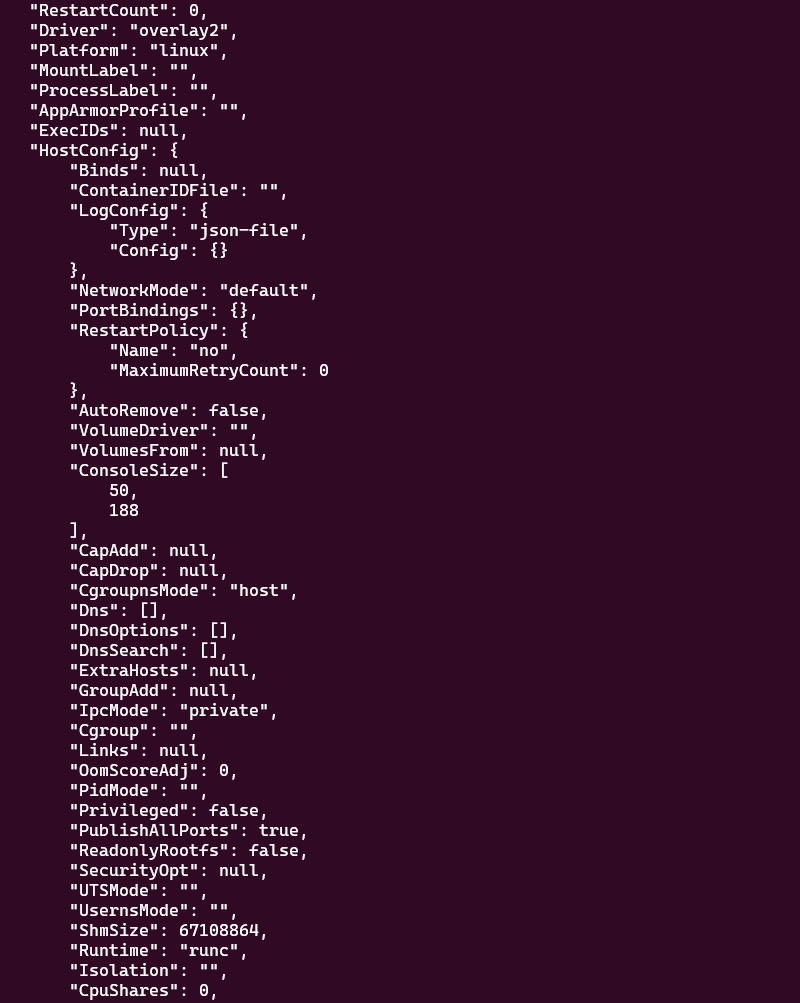 "RestartCount": 0,
"Driver": "overlay2",
"Platform": "linux",
"MountLabel": "",
"ProcessLabel": "",
"AppArmorProfile": "",
"ExecIDs": null,
"HostConfig": {
    "Binds": null,
    "ContainerIDFile": "",
    "LogConfig": {
        "Type": "json-file",
        "Config": {}
    },
    "NetworkMode": "default",
    "PortBindings": {},
    "RestartPolicy": {
        "Name": "no",
        "MaximumRetryCount": 0
    },
    "AutoRemove": false,
    "VolumeDriver": "",
    "VolumesFrom": null,
    "ConsoleSize": [
        50,
        188
    ],
    "CapAdd": null,
    "CapDrop": null,
    "CgroupnsMode": "host",
    "Dns": [],
    "DnsOptions": [],
    "DnsSearch": [],
    "ExtraHosts": null,
    "GroupAdd": null,
    "IpcMode": "private",
    "Cgroup": "",
    "Links": null,
    "OomScoreAdj": 0,
    "PidMode": "",
    "Privileged": false,
    "PublishAllPorts": true,
    "ReadonlyRootfs": false,
    "SecurityOpt": null,
    "UTSMode": "",
    "UsernsMode": "",
    "ShmSize": 67108864,
    "Runtime": "runc",
    "Isolation": "",
    "CpuShares": 0,